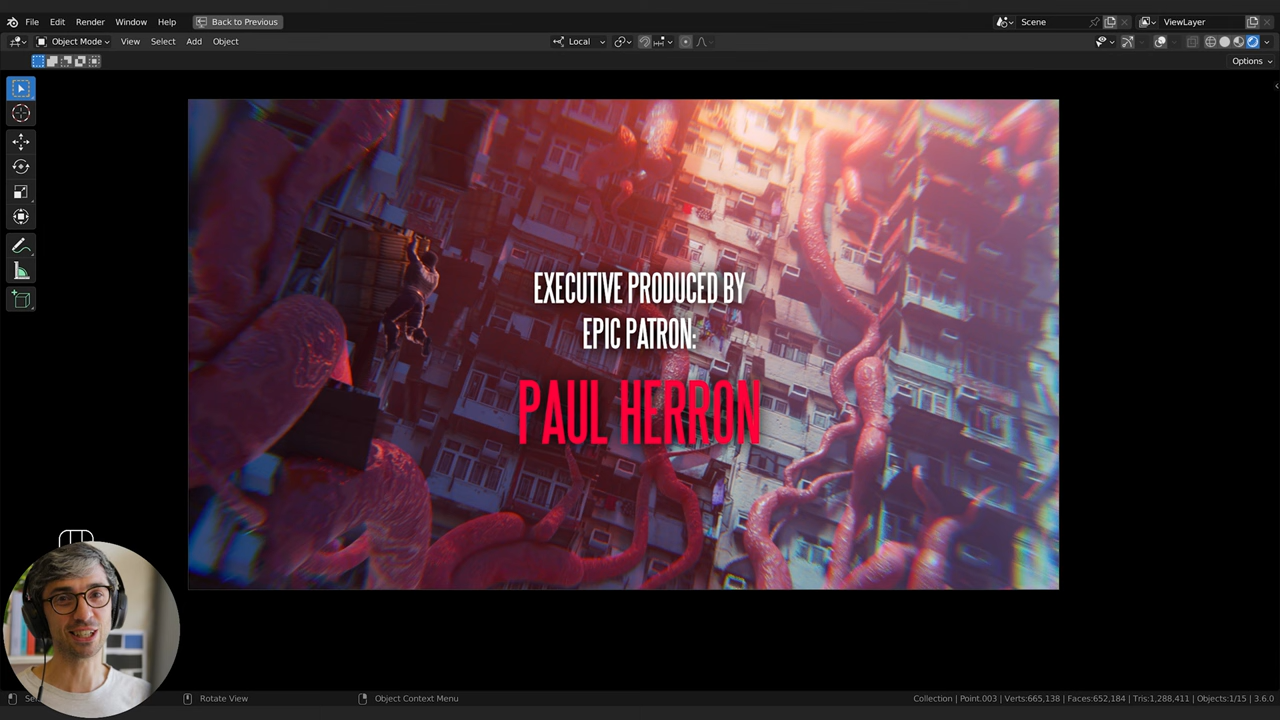 File Edit Render Window Help Back to Previous Scene ViewLayer
Object Mode View Select Add Object Local
Options
EXECUTIVE PRODUCED BY
EPIC PATRON:
PAUL HERRON
Rotate View Object Context Menu Collection | Point.003 | Verts:665,138 | Faces:652,184 | Tris:1,288,411 | Objects:1/15 | 3.6.0